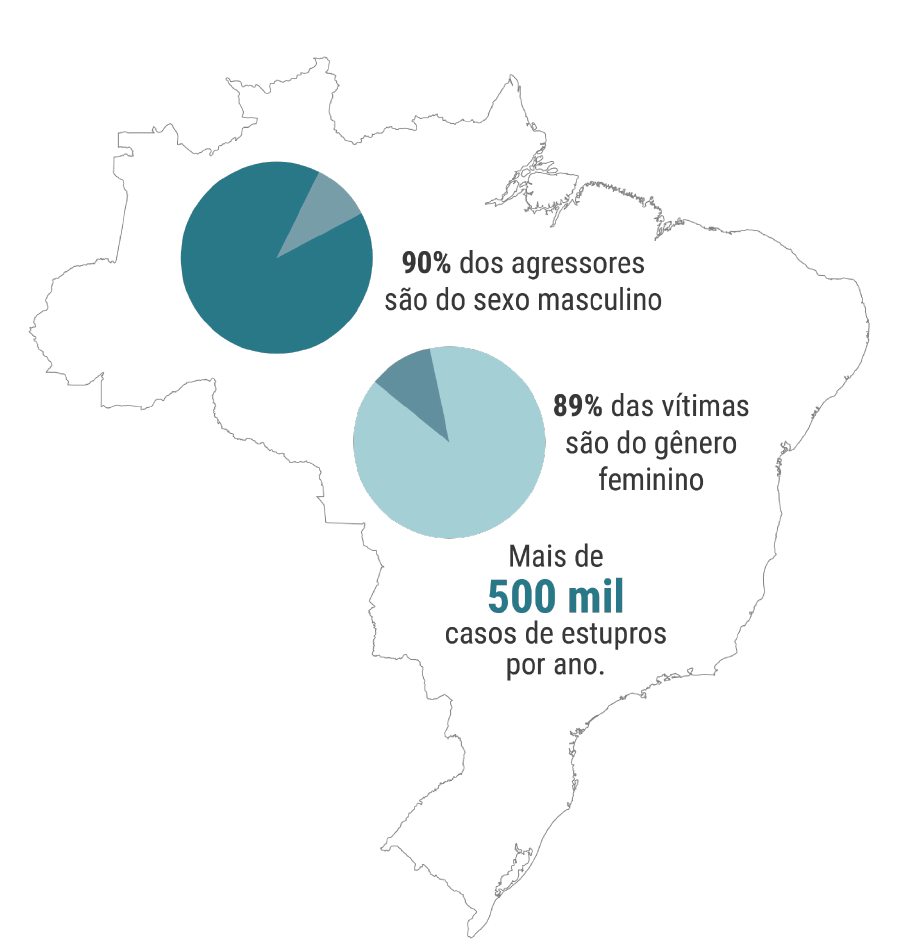 90% dos agressores
são do sexo masculino
89% das vítimas
são do gênero
feminino
Mais de
500 mil
casos de estupros
por ano.